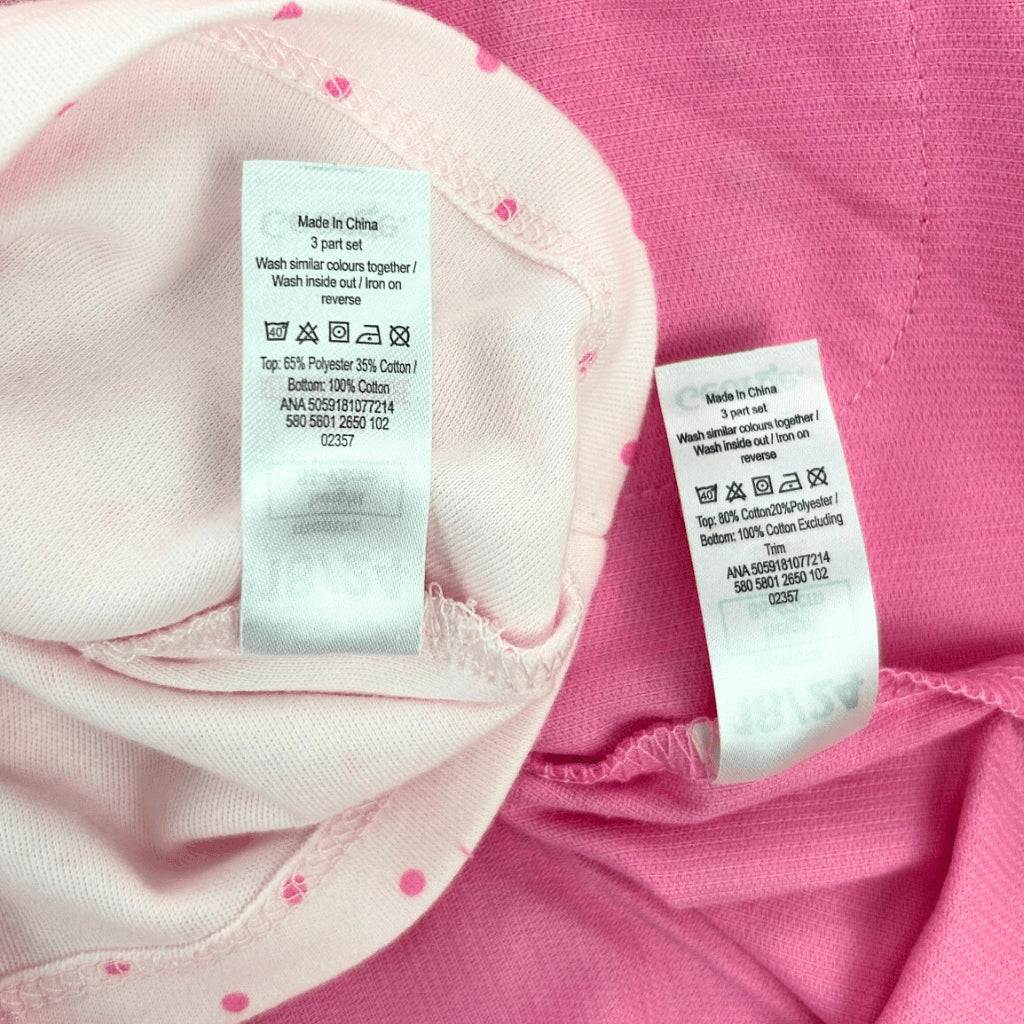 Made In China
3 part set
Wash similar colours together /
Wash inside out / Iron on
reverse
40
Top: 65% Polyester 35% Cotton /
Bottom: 100% Cotton
ANA 5059181077214
580 5801 2650 102
02357
George.
Made In China
3 part set
Wash similar colours together /
Wash inside out / Iron on
reverse
40
Top: 80% Cotton20%Polyester /
Bottom: 100% Cotton Excluding
Trim
ANA 5059181077214
580 5801 2650 102
02357
18/24